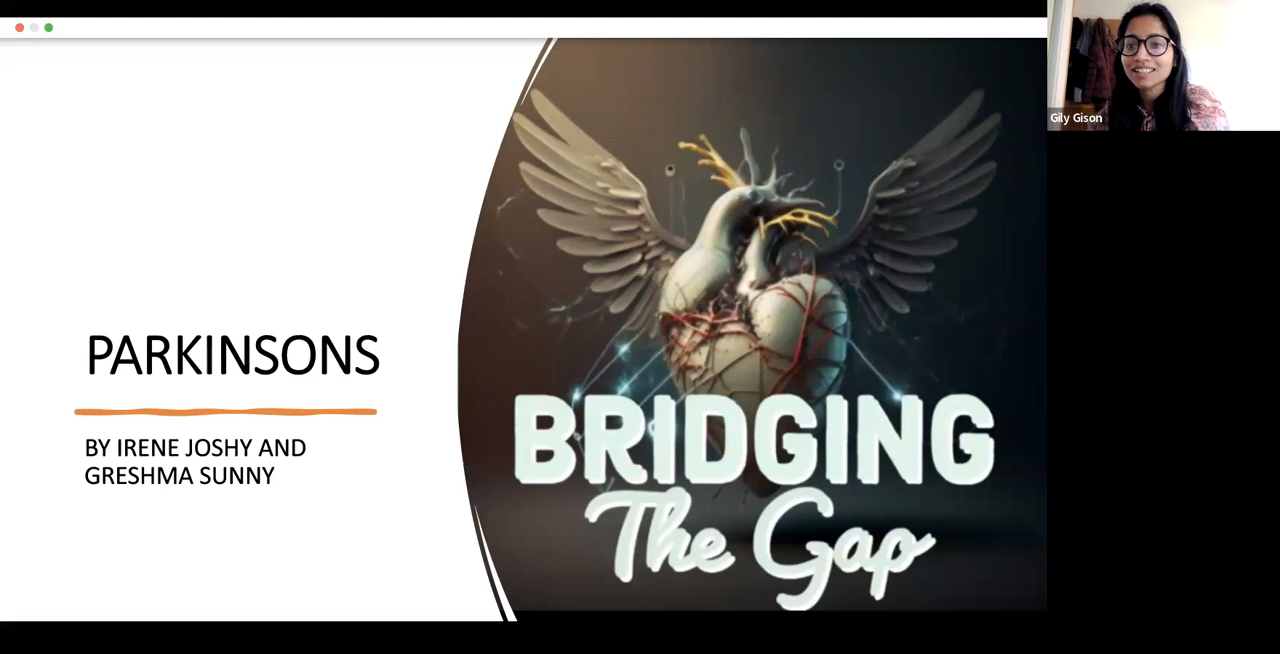 PARKINSONS
BY IRENE JOSHY AND
GRESHMA SUNNY
BRIDGING
The Gap
Gily Gison